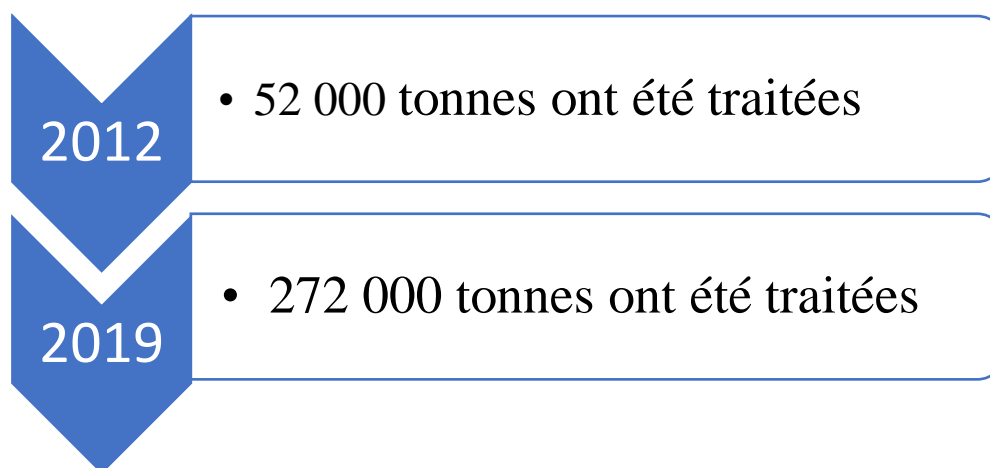 2012
• 52 000 tonnes ont été traitées
2019
• 272 000 tonnes ont été traitées